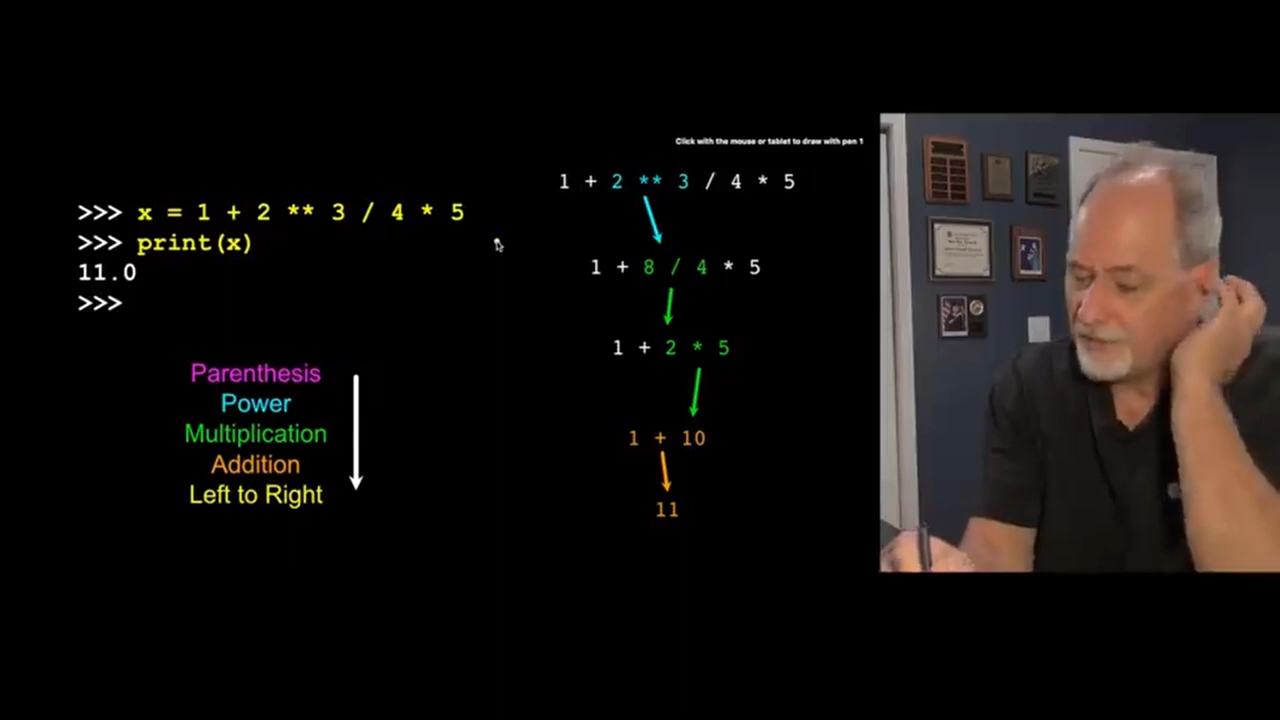 Click with the mouse or tablet to draw with pen 1
>>> x = 1 + 2 ** 3 / 4 * 5
>>> print(x)
11.0
>>>
Parenthesis
Power
Multiplication
Addition
Left to Right
1 + 2 ** 3 / 4 * 5
1 + 8 / 4 * 5
1 + 2 * 5
1 + 10
11